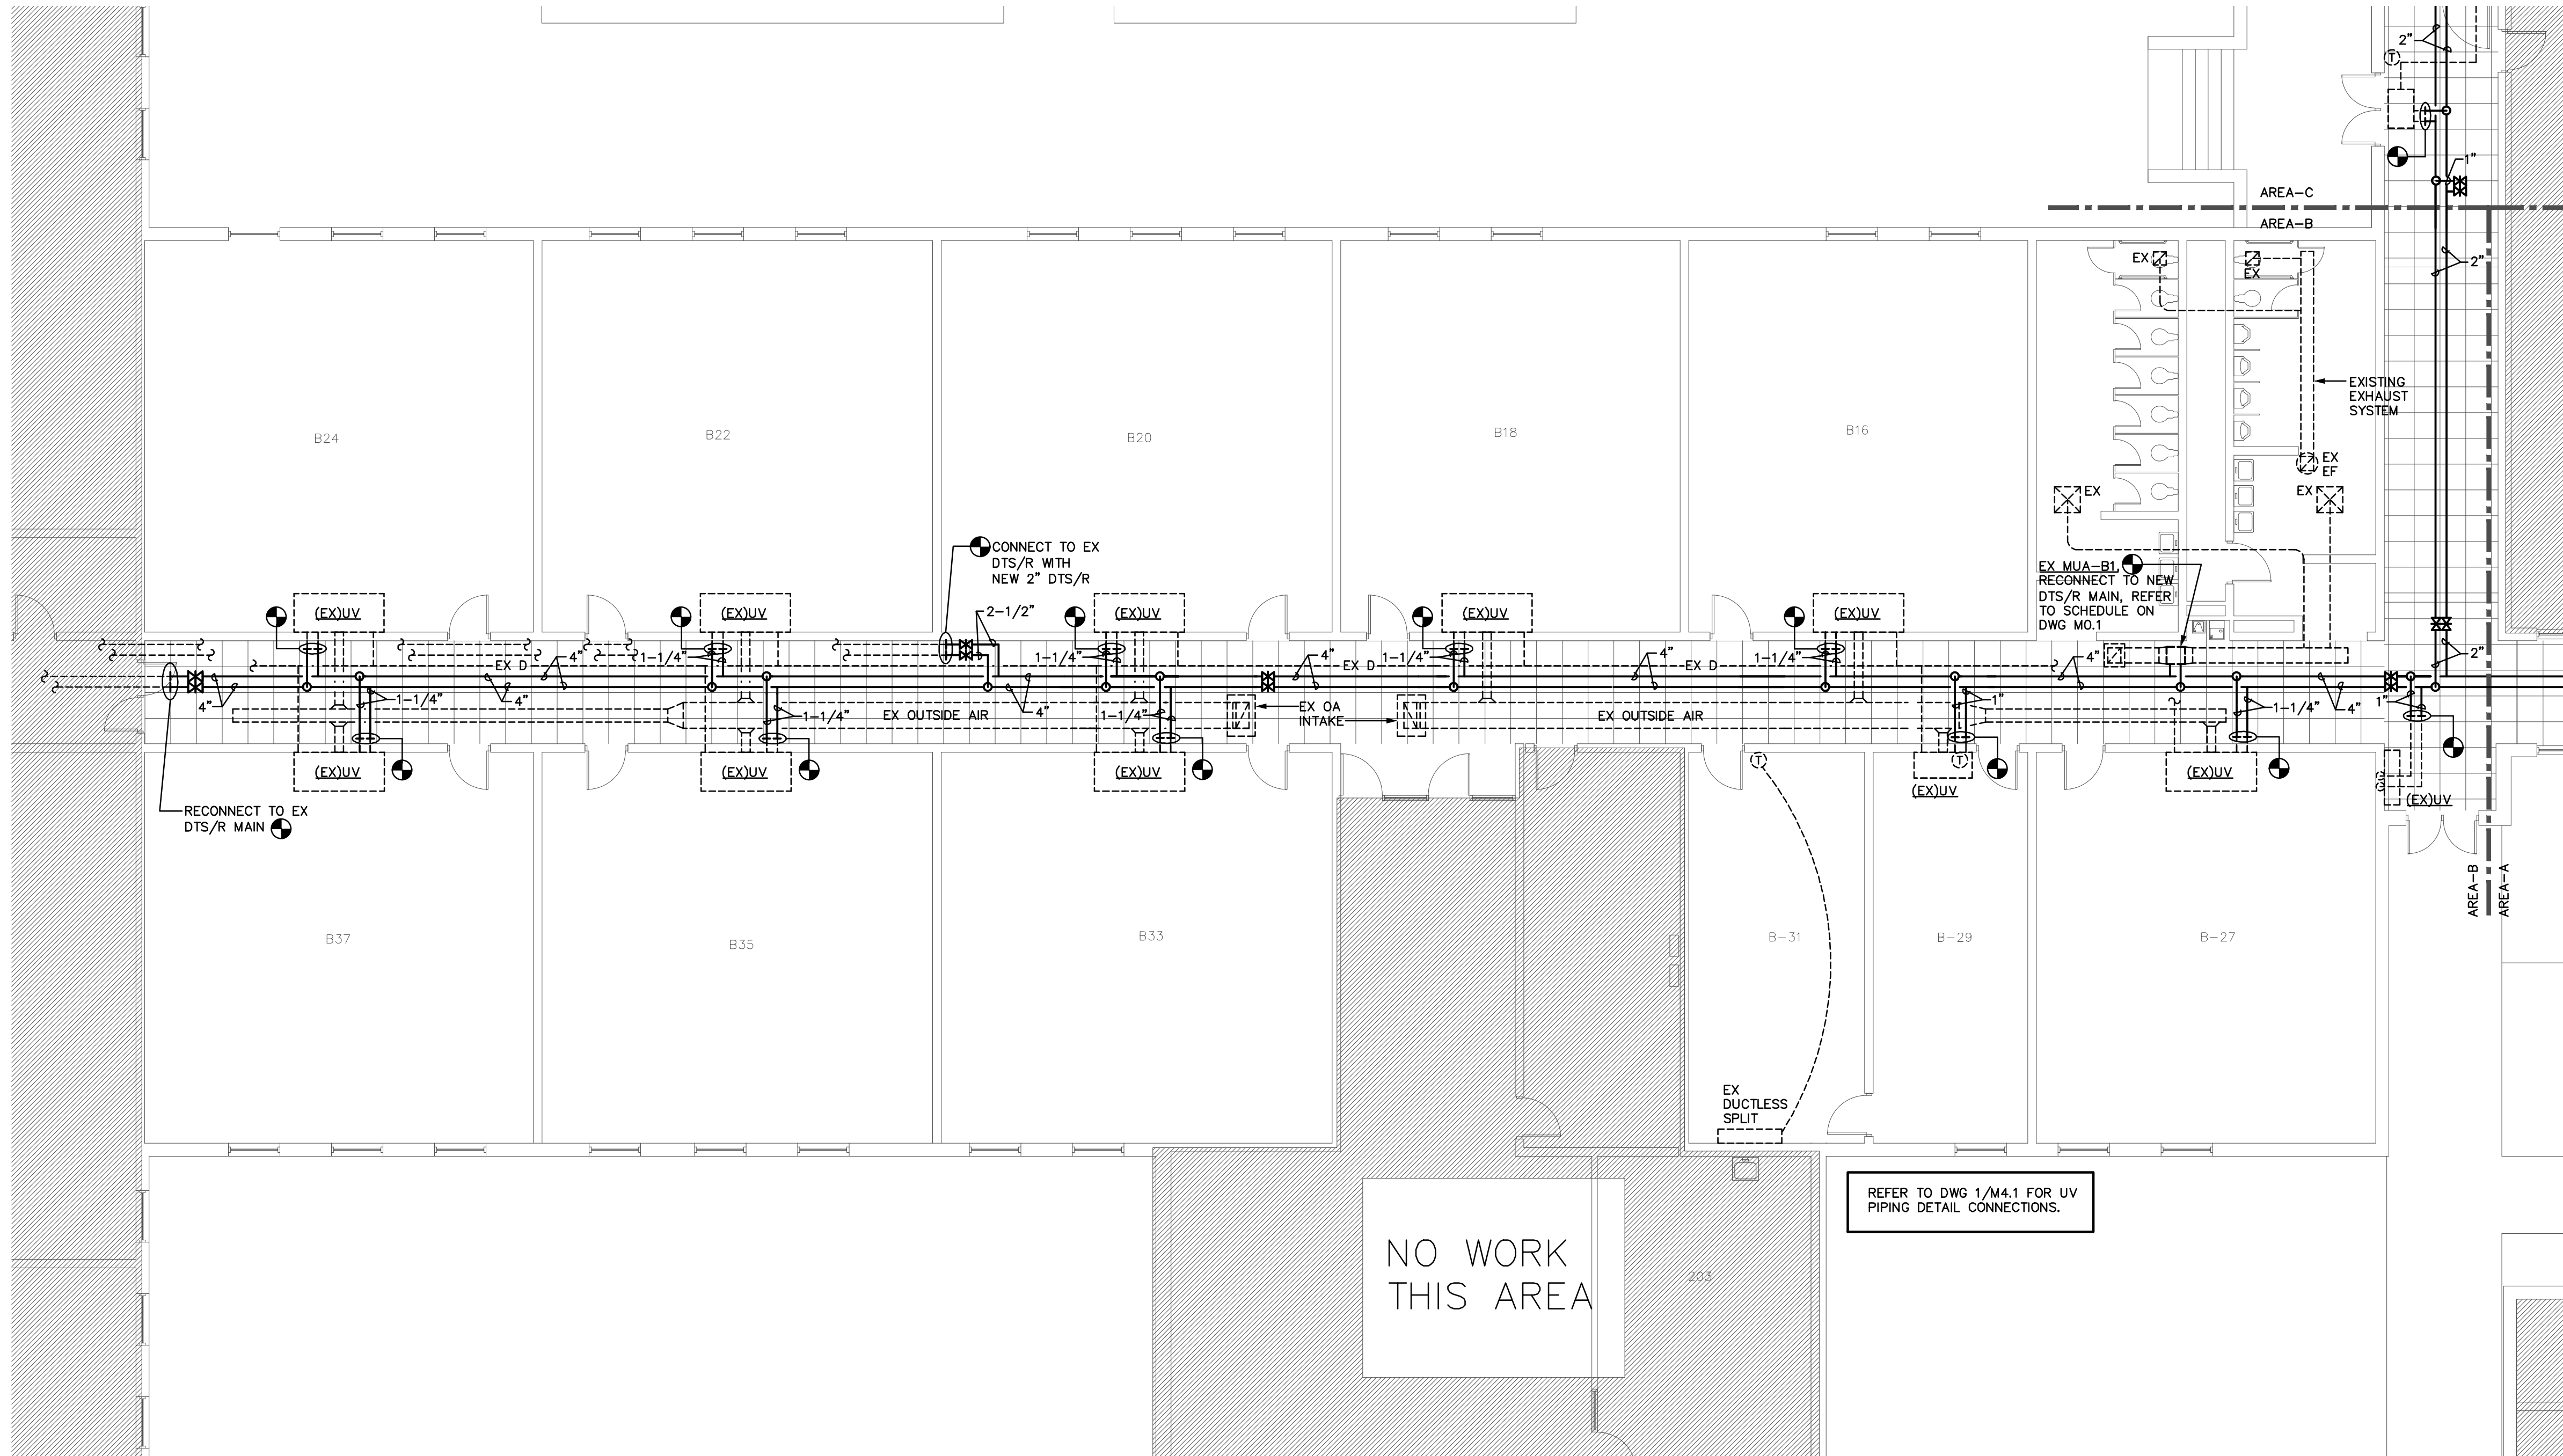 2"
T
1"
AREA-C
AREA-B
2"
EX
EX
EXISTING
EXHAUST
SYSTEM
B24
B22
B20
B18
B16
EX
EF
EX
EX
CONNECT TO EX
DTS/R WITH
NEW 2" DTS/R
EX MUA-B1,
RECONNECT TO NEW
DTS/R MAIN, REFER
TO SCHEDULE ON
DWG M0.1
(EX)UV
(EX)UV
2-1/2"
(EX)UV
(EX)UV
(EX)UV
EX D
4"
1-1/4"
1-1/4"
4"
EX D
1-1/4"
4"
EX D
1-1/4"
4"
2"
4"
1-1/4"
4"
1-1/4"
EX OUTSIDE AIR
4"
1-1/4"
EX OA
INTAKE
EX OUTSIDE AIR
1"
1-1/4"
4"
1"
(EX)UV
(EX)UV
(EX)UV
T
T
(EX)UV
(EX)UV
(EX)UV
RECONNECT TO EX
DTS/R MAIN
AREA-B
AREA-A
B37
B35
B33
B-31
B-29
B-27
EX
DUCTLESS
SPLIT
REFER TO DWG 1/M4.1 FOR UV
PIPING DETAIL CONNECTIONS.
NO WORK
THIS AREA
203